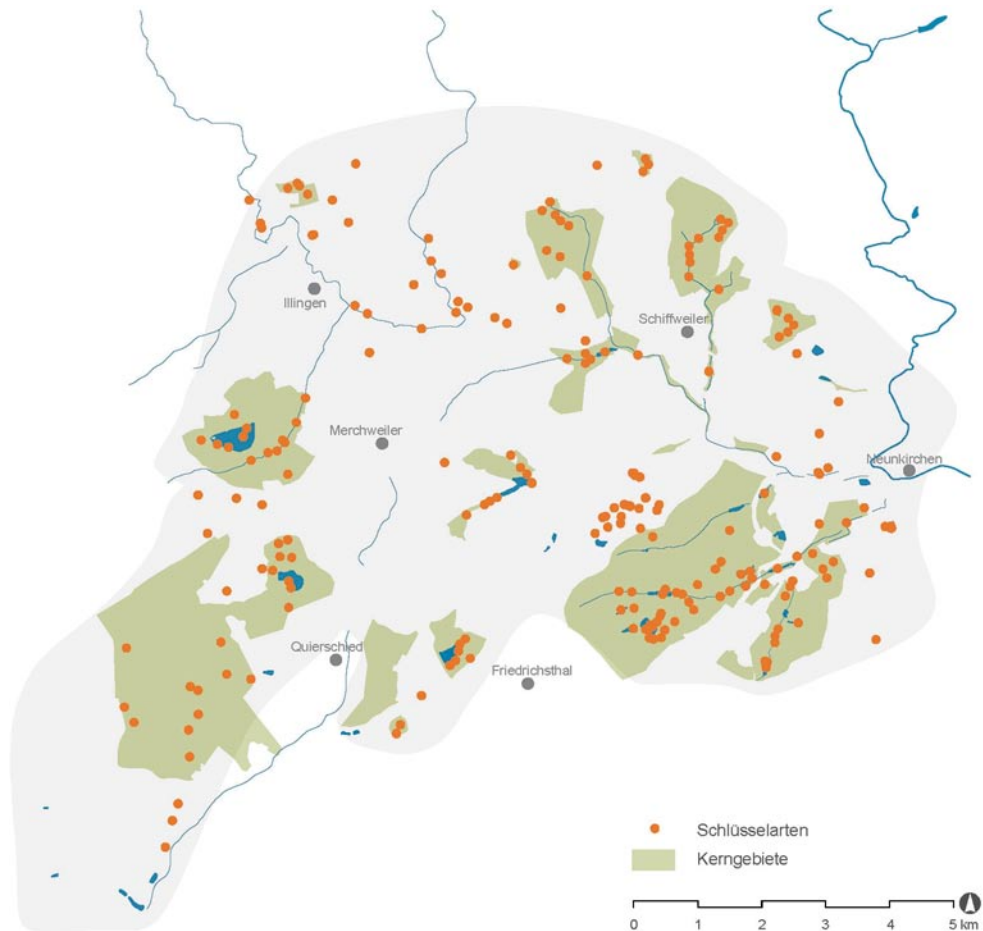 Illingen
Schiffweiler
Merchweiler
Neunkirchen
Quierschied
Friedrichsthal
Schlüsselarten
Kerngebiete
0 1 2 3 4 5 km